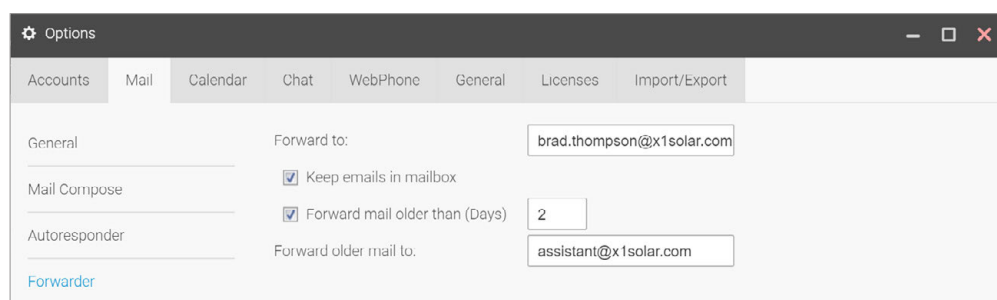 Options
Accounts Mail Calendar Chat WebPhone General Licenses Import/Export
General
Mail Compose
Autoresponder
Forwarder
Forward to: brad.thompson@x1solar.com
Keep emails in mailbox
Forward mail older than (Days) 2
Forward older mail to: assistant@x1solar.com